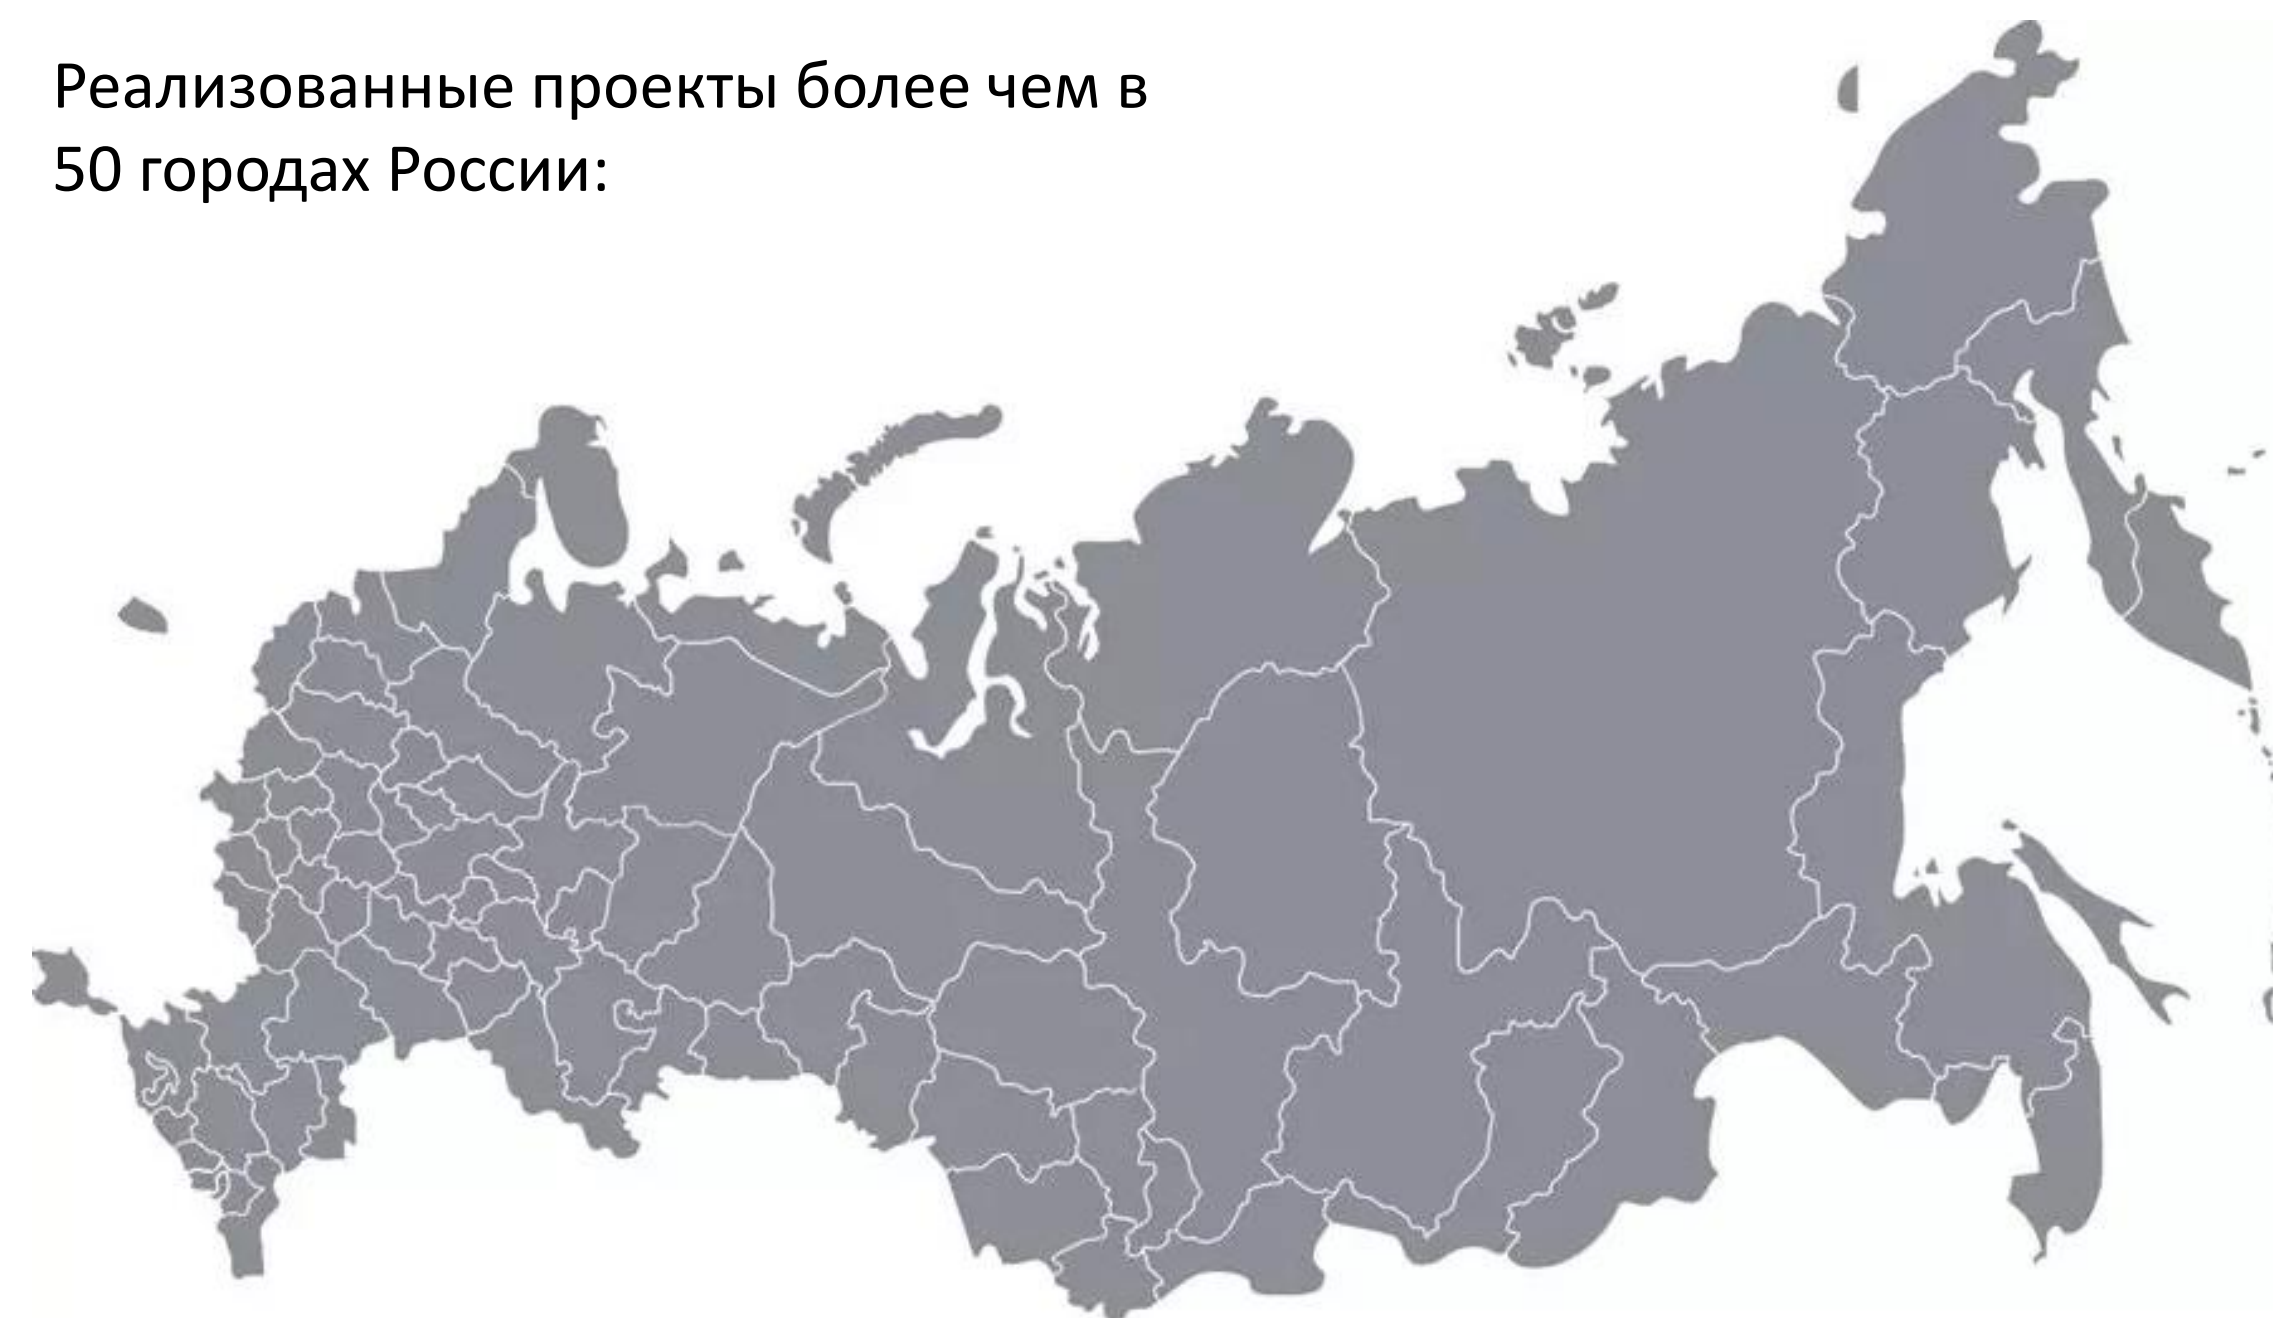 Реализованные проекты более чем в
50 городах России: